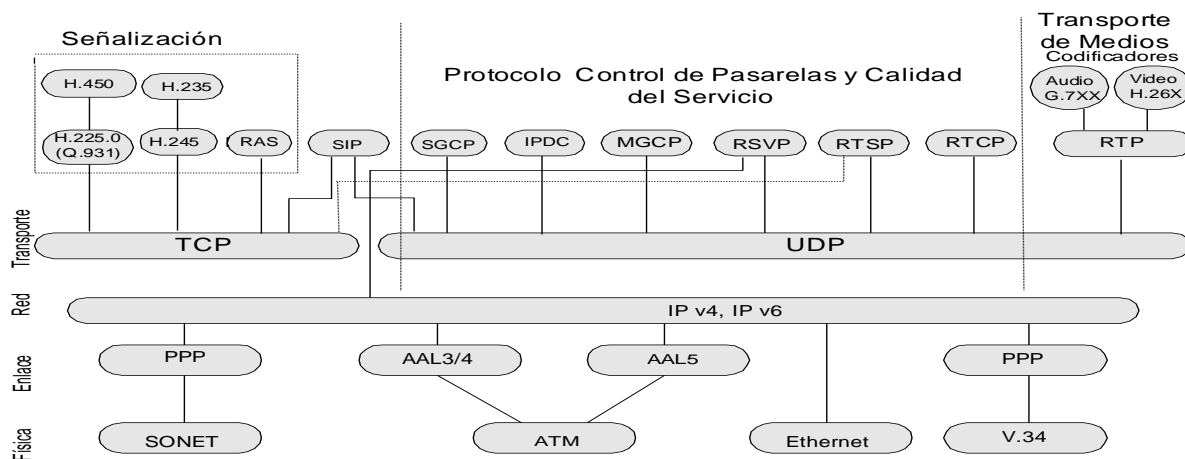 Señalización
Transporte
de Medios
Codificadores
Protocolo Control de Pasarelas y Calidad
del Servicio
H.450
H.235
Audio
G.7XX
Video
H.26X
H.225.0
(Q.931)
H.245
RAS
SIP
SGCP
IPDC
MGCP
RSVP
RTSP
RTCP
RTP
Transporte
TCP
UDP
Red
IP v4, IP v6
Enlace
PPP
AAL3/4
AAL5
PPP
Física
SONET
ATM
Ethernet
V.34